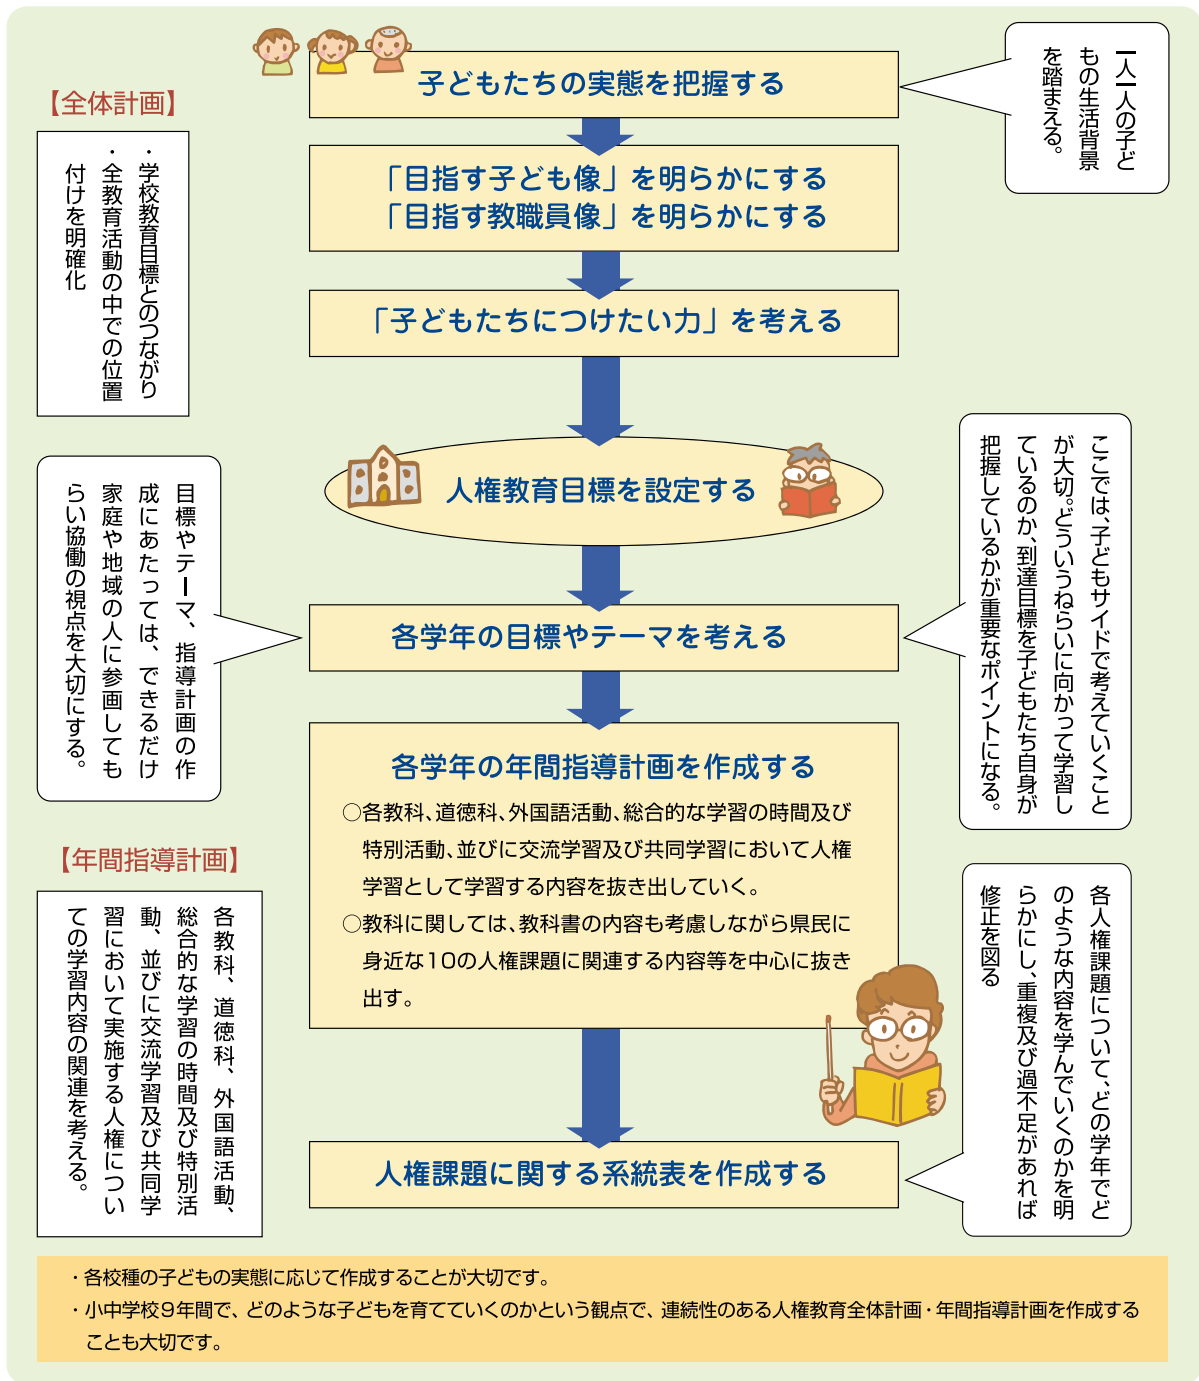 子どもたちの実態を把握する
一人一人の子ど
もの生活背景
を踏まえる。
【全体計画】
・学校教育目標とのつながり
・全教育活動の中での位置
付けを明確化
「目指す子ども像」を明らかにする
「目指す教職員像」を明らかにする
「子どもたちにつけたい力」を考える
人権教育目標を設定する
目標やテーマ、指導計画の作
成にあたっては、できるだけ
家庭や地域の人に参画しても
らい協働の視点を大切にする。
ここでは、子どもサイドで考えていくこと
が大切。どういうねらいに向かって学習し
ているのか、到達目標を子どもたち自身が
把握しているかが重要なポイントになる。
各学年の目標やテーマを考える
各学年の年間指導計画を作成する
○各教科、道徳科、外国語活動、総合的な学習の時間及び
特別活動、並びに交流学習及び共同学習において人権
学習として学習する内容を抜き出していく。
○教科に関しては、教科書の内容も考慮しながら県民に
身近な10の人権課題に関連する内容等を中心に抜き
出す。
【年間指導計画】
各教科、道徳科、外国語活動、
総合的な学習の時間及び特別活
動、並びに交流学習及び共同学
習において実施する人権につい
ての学習内容の関連を考える。
各人権課題について、どの学年でど
のような内容を学んでいくのかを明
らかにし、重複及び過不足があれば
修正を図る
人権課題に関する系統表を作成する
・各校種の子どもの実態に応じて作成することが大切です。
・小中学校９年間で、どのような子どもを育てていくのかという観点で、連続性のある人権教育全体計画・年間指導計画を作成する
ことも大切です。